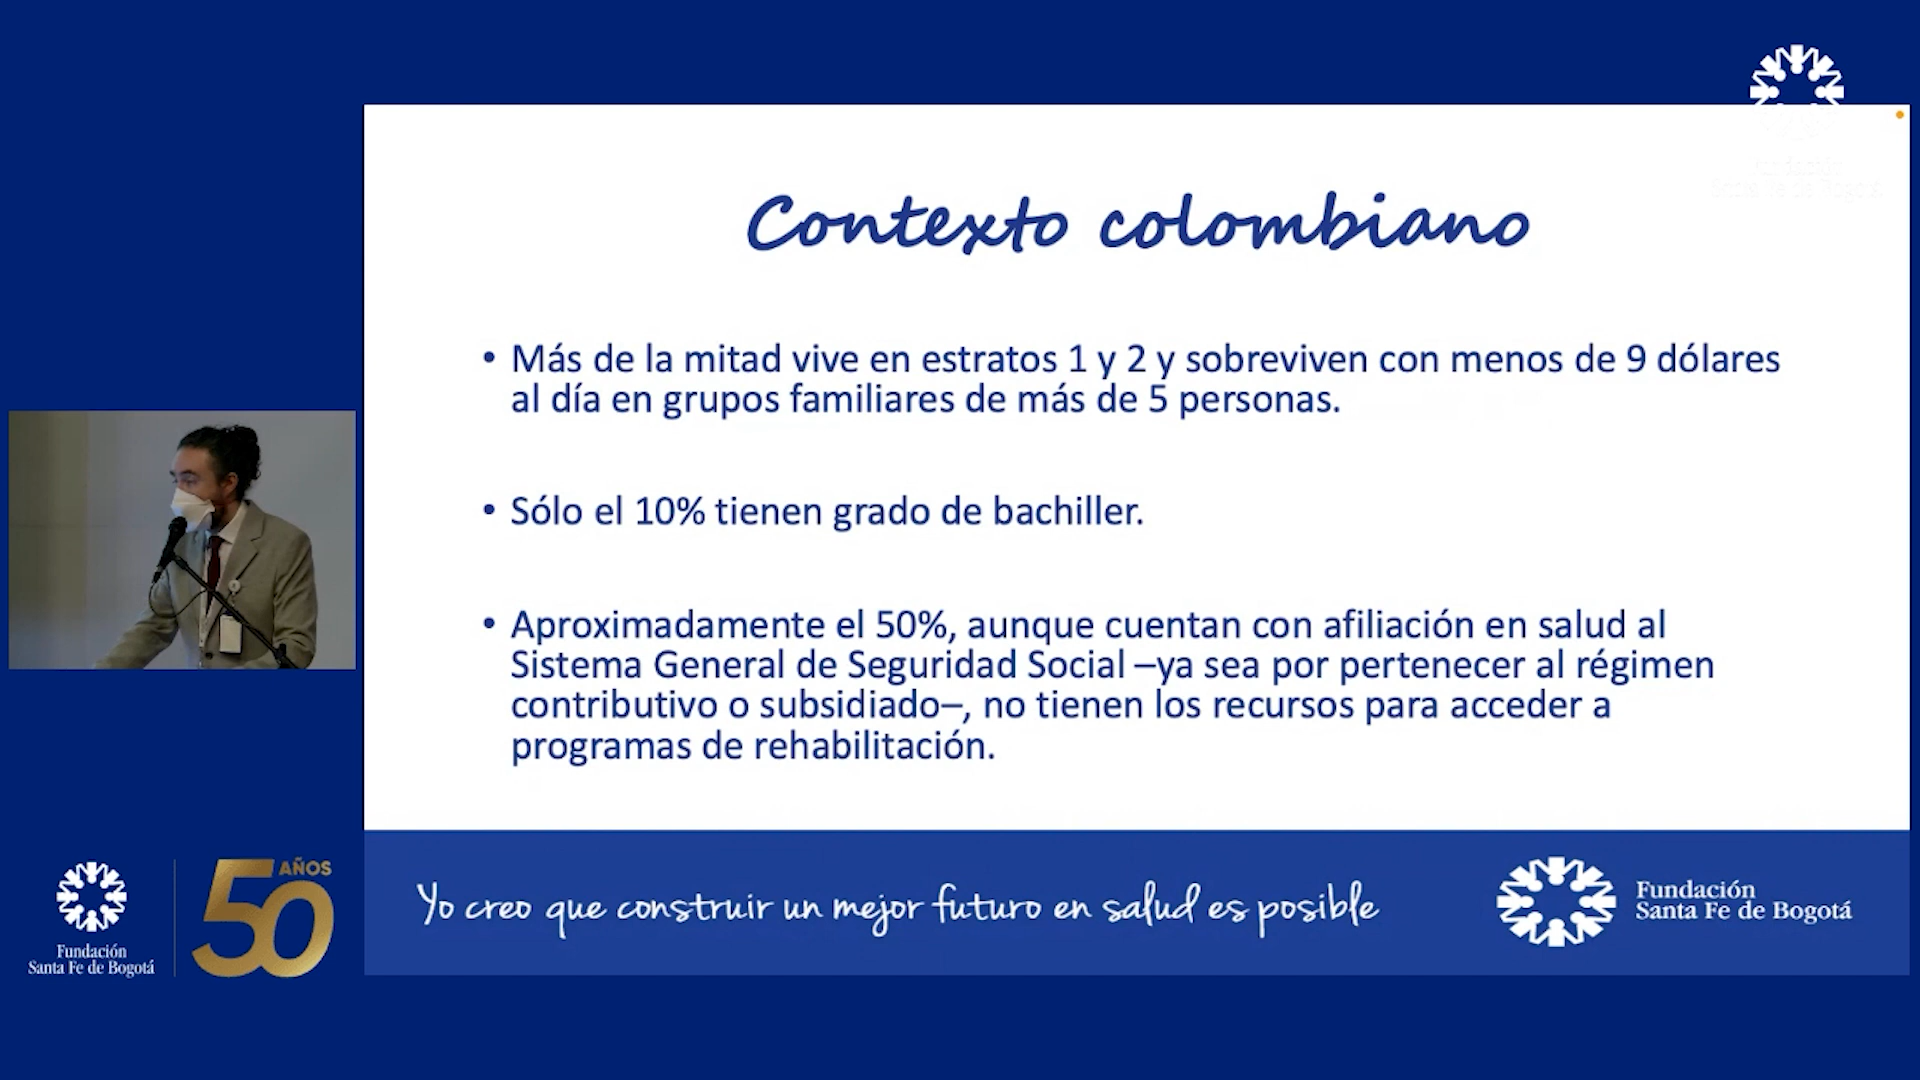 Contexto colombiano
• Más de la mitad vive en estratos 1 y 2 y sobreviven con menos de 9 dólares
al día en grupos familiares de más de 5 personas.
• Sólo el 10% tienen grado de bachiller.
• Aproximadamente el 50%, aunque cuentan con afiliación en salud al
Sistema General de Seguridad Social –ya sea por pertenecer al régimen
contributivo o subsidiado–, no tienen los recursos para acceder a
programas de rehabilitación.
Yo creo que construir un mejor futuro en salud es posible
Fundación
Santa Fe de Bogotá
Fundación
Santa Fe de Bogotá
50 AÑOS